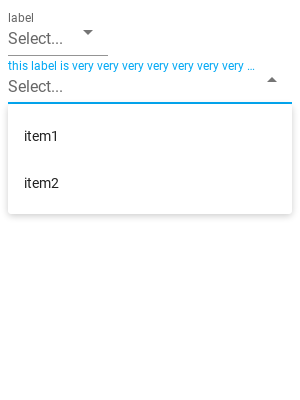 label
Select...
this label is very very very very very very very …
Select...
item1
item2